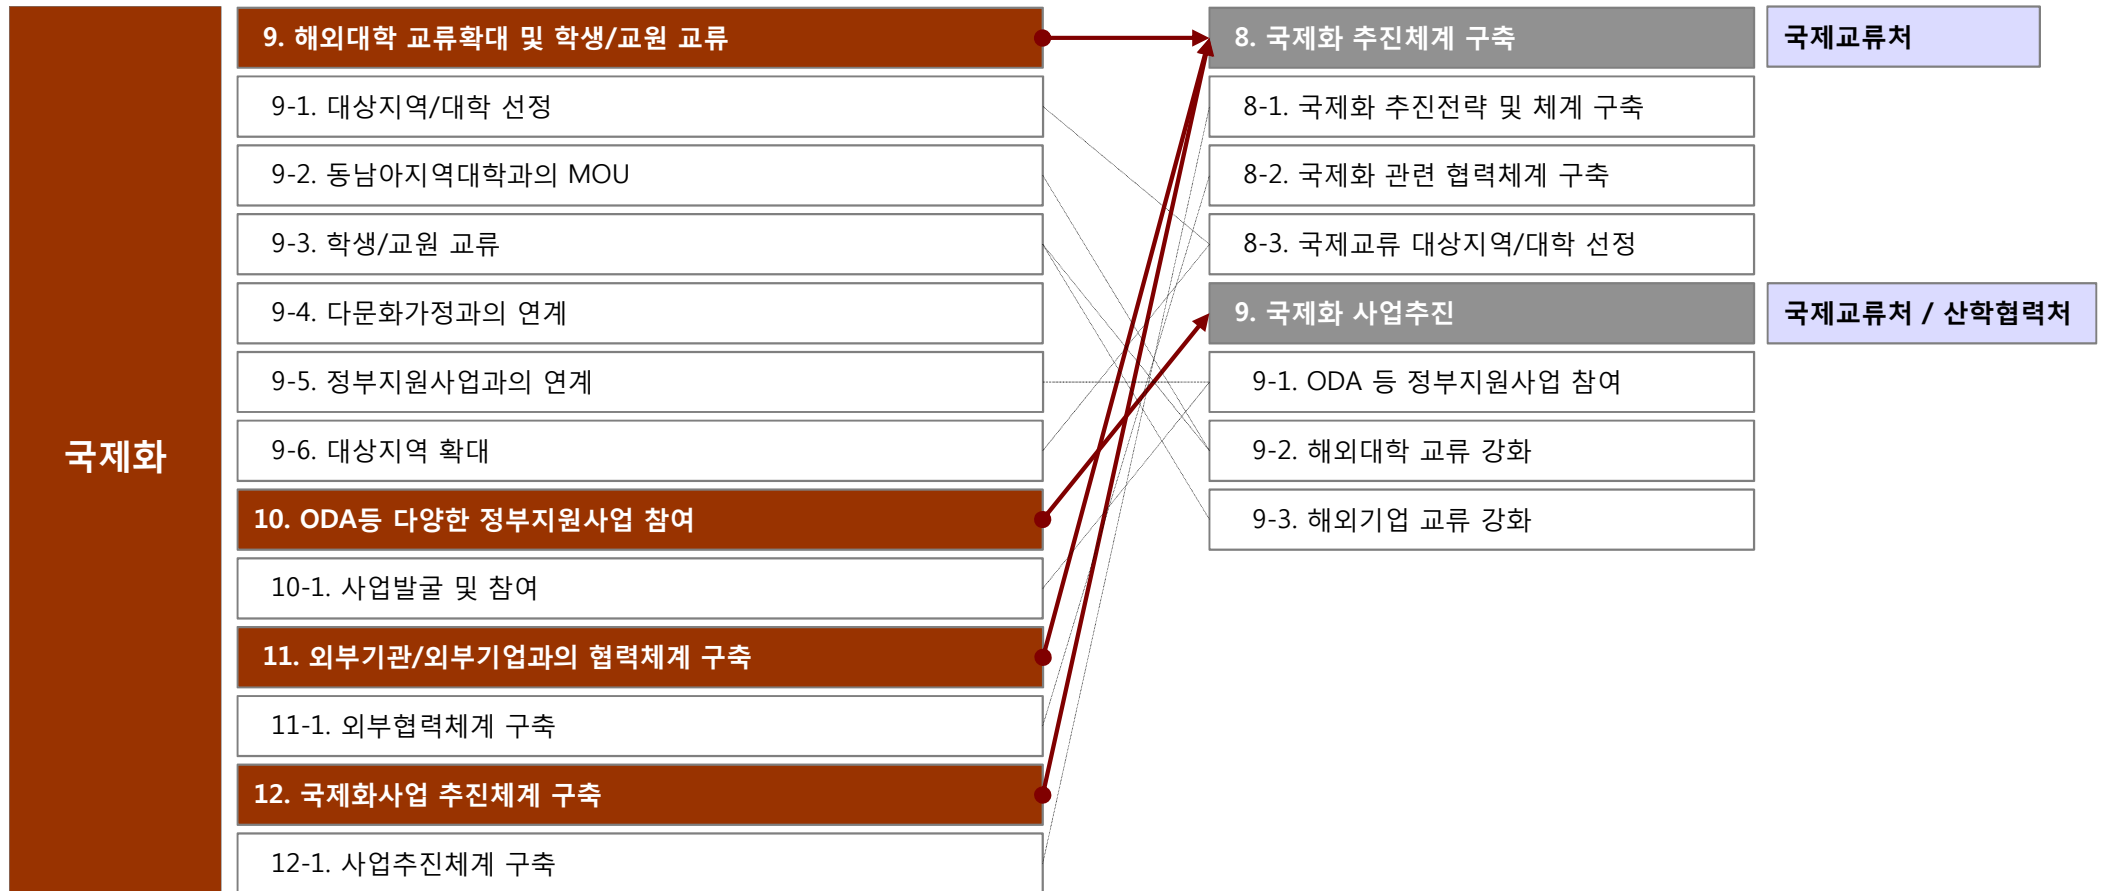 국제화
9. 해외대학 교류확대 및 학생/교원 교류
9-1. 대상지역/대학 선정
9-2. 동남아지역대학과의 MOU
9-3. 학생/교원 교류
9-4. 다문화가정과의 연계
9-5. 정부지원사업과의 연계
9-6. 대상지역 확대
10. ODA등 다양한 정부지원사업 참여
10-1. 사업발굴 및 참여
11. 외부기관/외부기업과의 협력체계 구축
11-1. 외부협력체계 구축
12. 국제화사업 추진체계 구축
12-1. 사업추진체계 구축
8. 국제화 추진체계 구축
국제교류처
8-1. 국제화 추진전략 및 체계 구축
8-2. 국제화 관련 협력체계 구축
8-3. 국제교류 대상지역/대학 선정
9. 국제화 사업추진
국제교류처 / 산학협력처
9-1. ODA 등 정부지원사업 참여
9-2. 해외대학 교류 강화
9-3. 해외기업 교류 강화